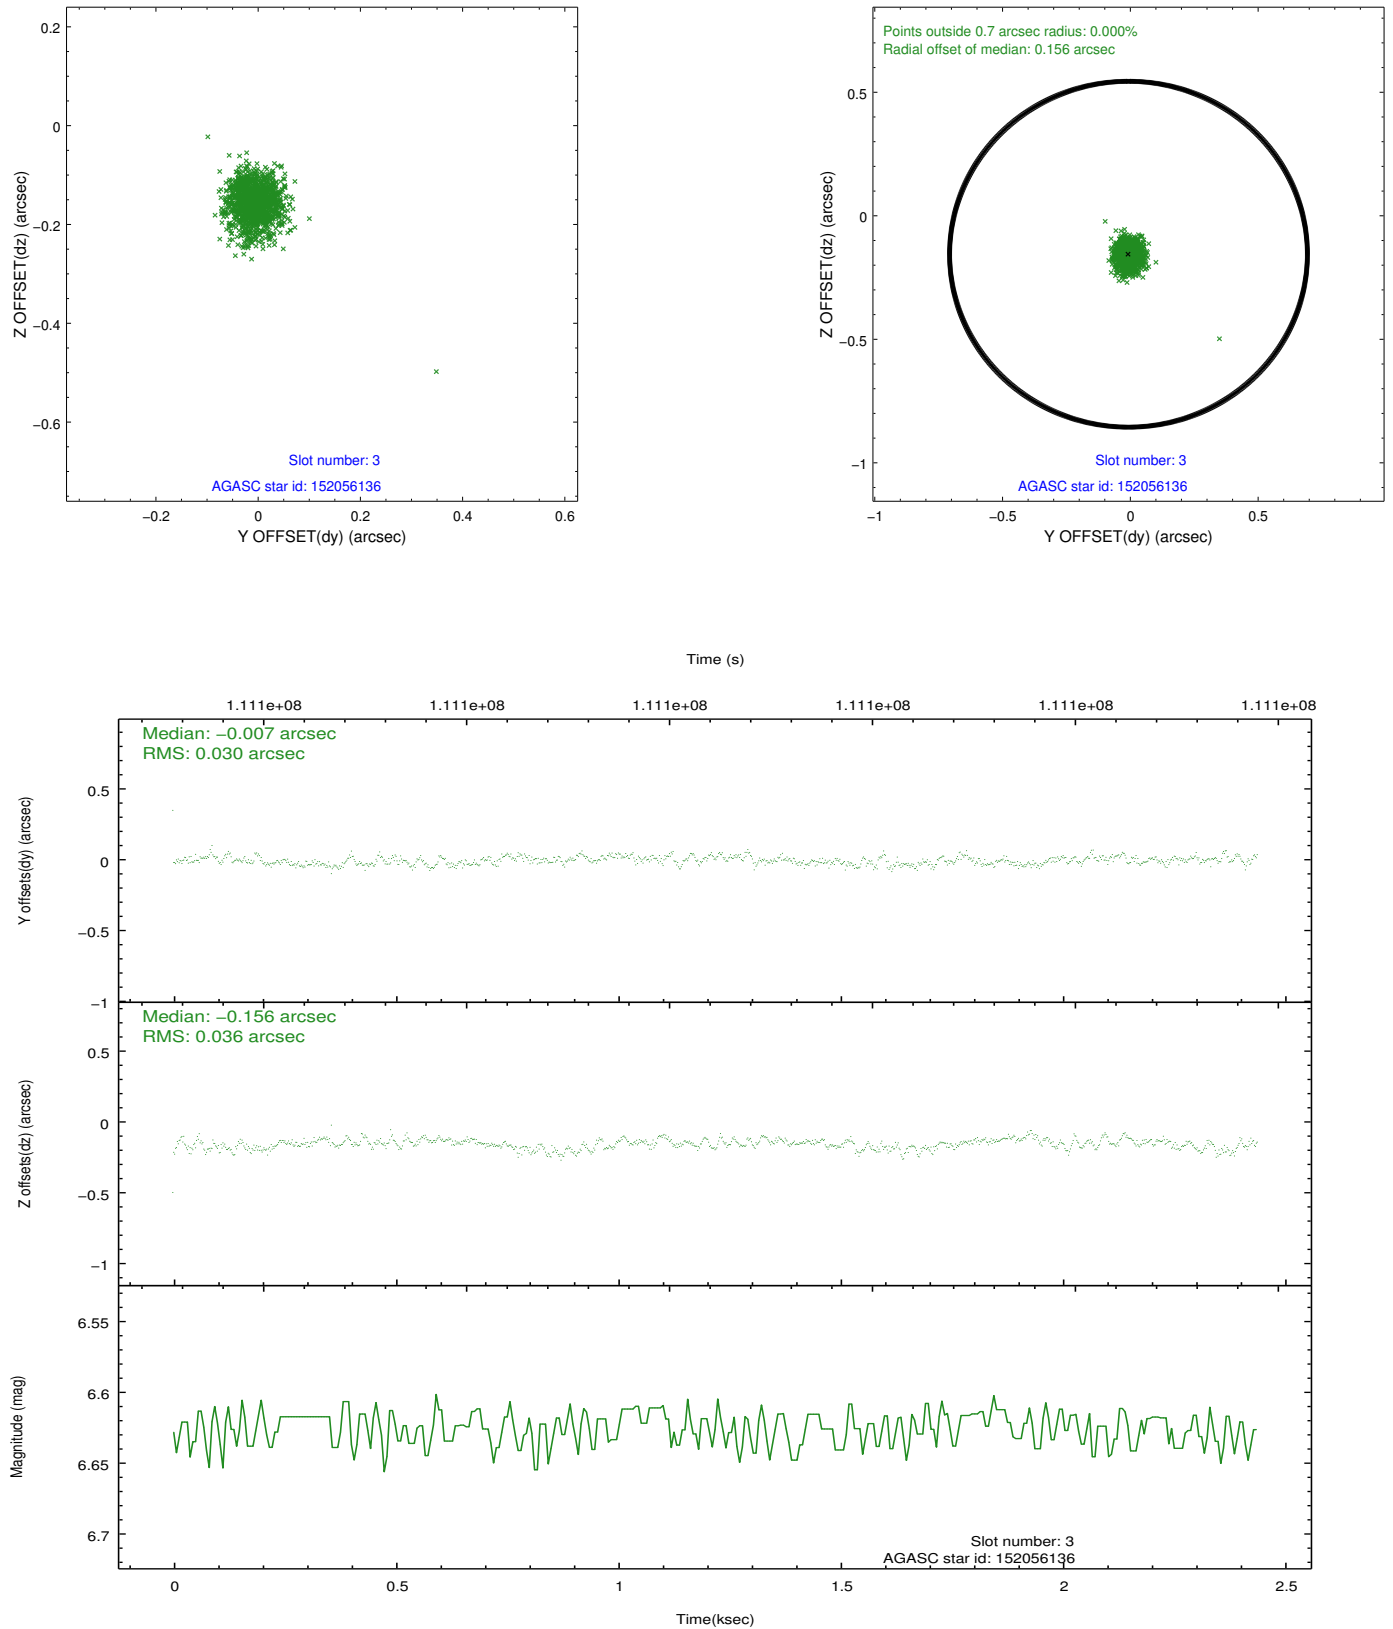 0.2
0
−0.2
−0.4
−0.6
Z OFFSET(dz) (arcsec)
Slot number: 3
AGASC star id: 152056136
−0.2 0 0.2 0.4 0.6
Y OFFSET(dy) (arcsec)
Points outside 0.7 arcsec radius: 0.000%
Radial offset of median: 0.156 arcsec
0.5
0
−0.5
−1
Z OFFSET(dz) (arcsec)
Slot number: 3
AGASC star id: 152056136
−1 −0.5 0 0.5
Y OFFSET(dy) (arcsec)
Time (s)
1.111e+08 1.111e+08 1.111e+08 1.111e+08 1.111e+08 1.111e+08
Median: −0.007 arcsec
RMS: 0.030 arcsec
0.5
0
−0.5
−1
Y offsets(dy) (arcsec)
Median: −0.156 arcsec
RMS: 0.036 arcsec
0.5
0
−0.5
−1
Z offsets(dz) (arcsec)
6.55
6.6
6.65
6.7
Magnitude (mag)
Slot number: 3
AGASC star id: 152056136
0 0.5 1 1.5 2 2.5
Time(ksec)